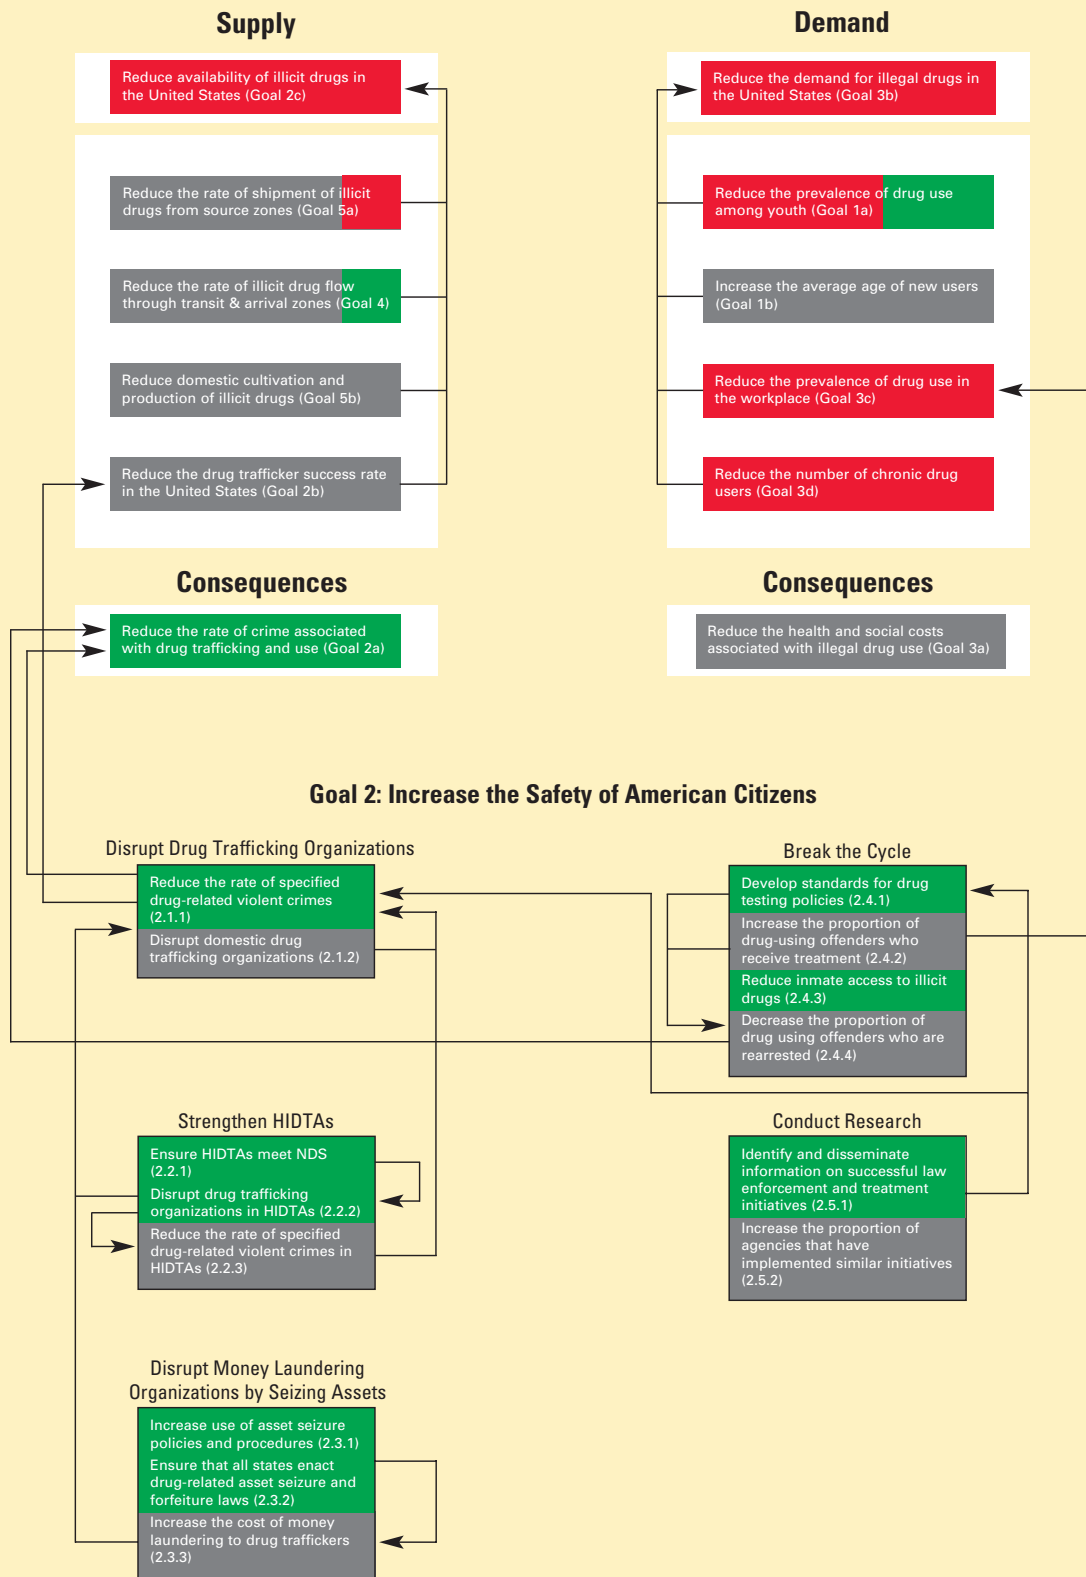 Supply
Reduce availability of illicit drugs in
the United States (Goal 2c)
Reduce the rate of shipment of illicit
drugs from source zones (Goal 5a)
Reduce the rate of illicit drug flow
through transit & arrival zones (Goal 4)
Reduce domestic cultivation and
production of illicit drugs (Goal 5b)
Reduce the drug trafficker success rate
in the United States (Goal 2b)
Consequences
Reduce the rate of crime associated
with drug trafficking and use (Goal 2a)
Demand
Reduce the demand for illegal drugs in
the United States (Goal 3b)
Reduce the prevalence of drug use
among youth (Goal 1a)
Increase the average age of new users
(Goal 1b)
Reduce the prevalence of drug use in
the workplace (Goal 3c)
Reduce the number of chronic drug
users (Goal 3d)
Consequences
Reduce the health and social costs
associated with illegal drug use (Goal 3a)
Goal 2: Increase the Safety of American Citizens
Disrupt Drug Trafficking Organizations
Reduce the rate of specified
drug-related violent crimes
(2.1.1)
Disrupt domestic drug
trafficking organizations (2.1.2)
Strengthen HIDTAs
Ensure HIDTAs meet NDS
(2.2.1)
Disrupt drug trafficking
organizations in HIDTAs (2.2.2)
Reduce the rate of specified
drug-related violent crimes in
HIDTAs (2.2.3)
Disrupt Money Laundering
Organizations by Seizing Assets
Increase use of asset seizure
policies and procedures (2.3.1)
Ensure that all states enact
drug-related asset seizure and
forfeiture laws (2.3.2)
Increase the cost of money
laundering to drug traffickers
(2.3.3)
Break the Cycle
Develop standards for drug
testing policies (2.4.1)
Increase the proportion of
drug-using offenders who
receive treatment (2.4.2)
Reduce inmate access to illicit
drugs (2.4.3)
Decrease the proportion of
drug using offenders who are
rearrested (2.4.4)
Conduct Research
Identify and disseminate
information on successful law
enforcement and treatment
initiatives (2.5.1)
Increase the proportion of
agencies that have
implemented similar initiatives
(2.5.2)